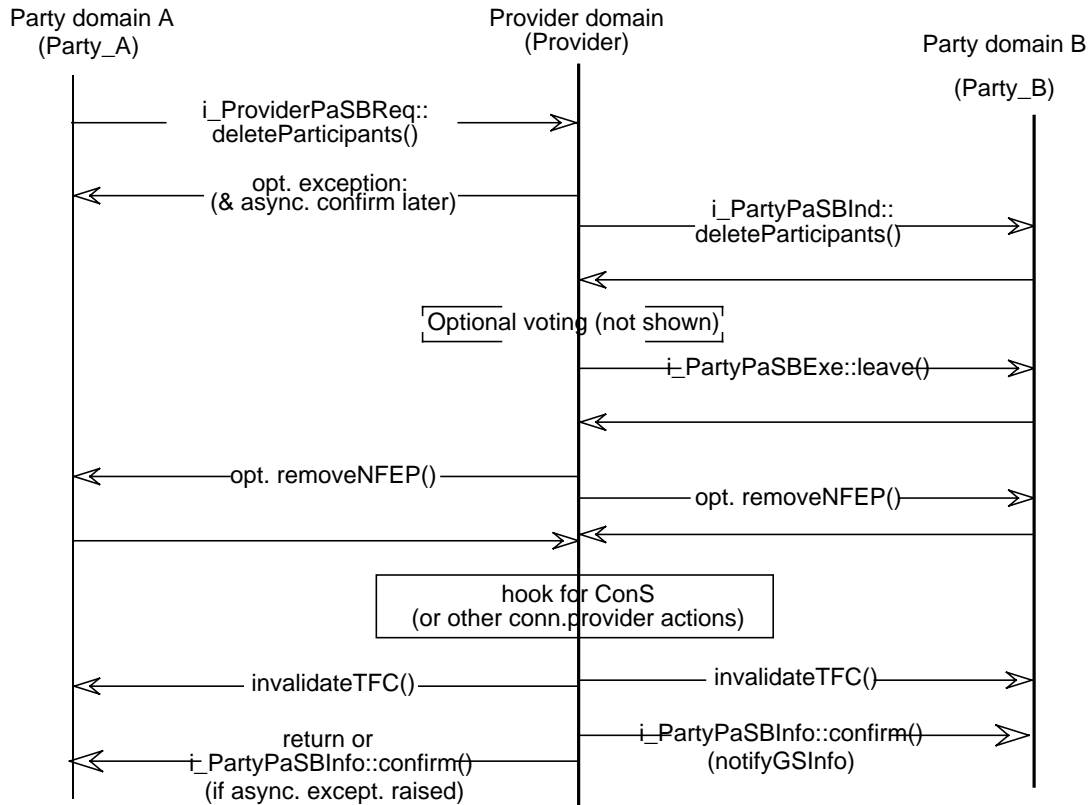 Party domain A
(Party_A)
Provider domain
(Provider)
Party domain B
(Party_B)
i_ProviderPaSBReq::
deleteParticipants()
opt. exception:
(& async. confirm later)
i_PartyPaSBInd::
deleteParticipants()
Optional voting (not shown)
i_PartyPaSBExe::leave()
opt. removeNFEP()
opt. removeNFEP()
hook for ConS
(or other conn.provider actions)
invalidateTFC()
invalidateTFC()
i_PartyPaSBInfo::confirm()
(notifyGSInfo)
return or
i_PartyPaSBInfo::confirm()
(if async. except. raised)